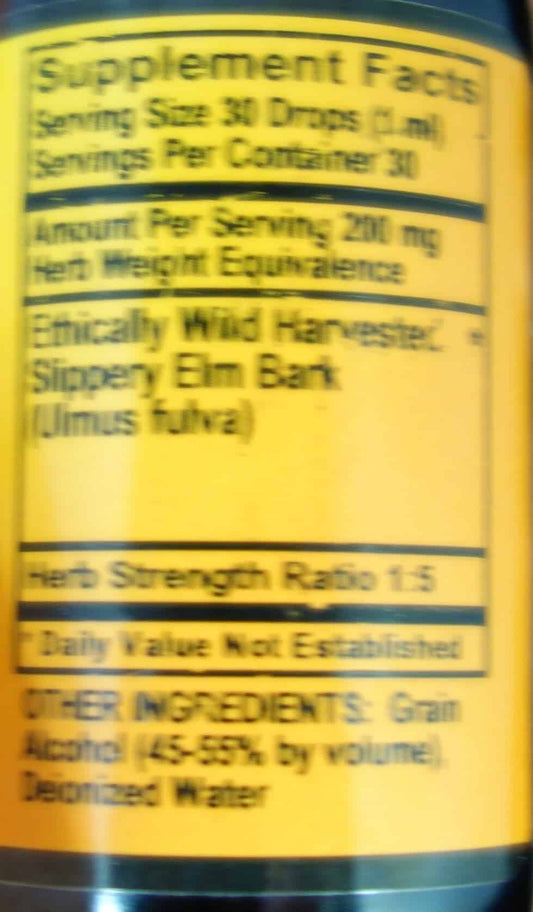 Supplement Facts
Serving Size 30 Drops (1 ml)
Servings Per Container 30
Amount Per Serving 200 mg
Herb Weight Equivalence
Ethically Wild Harvested *
Slippery Elm Bark
(Ulmus fulva)
Herb Strength Ratio 1:5
* Daily Value Not Established
OTHER INGREDIENTS: Grain
Alcohol (45-55% by volume),
Deionized Water